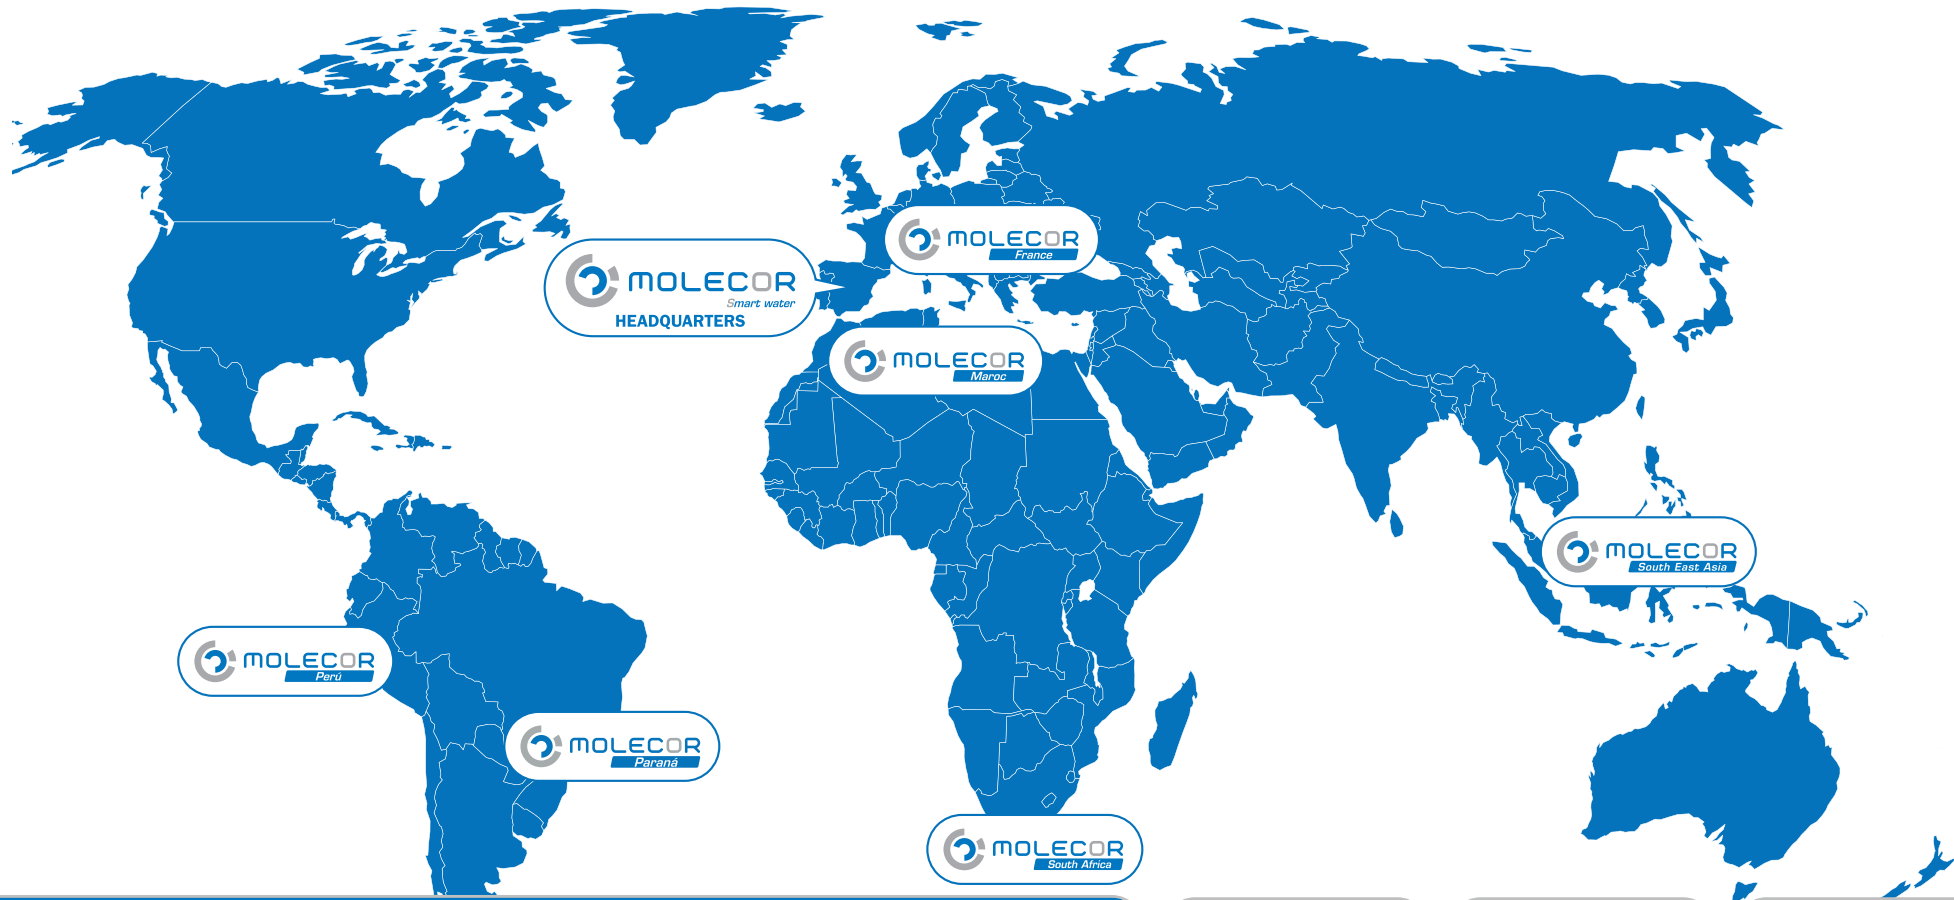 MOLECOR
France
MOLECOR
Smart water
HEADQUARTERS
MOLECOR
Maroc
MOLECOR
South East Asia
MOLECOR
Perú
MOLECOR
Paraná
MOLECOR
South Africa